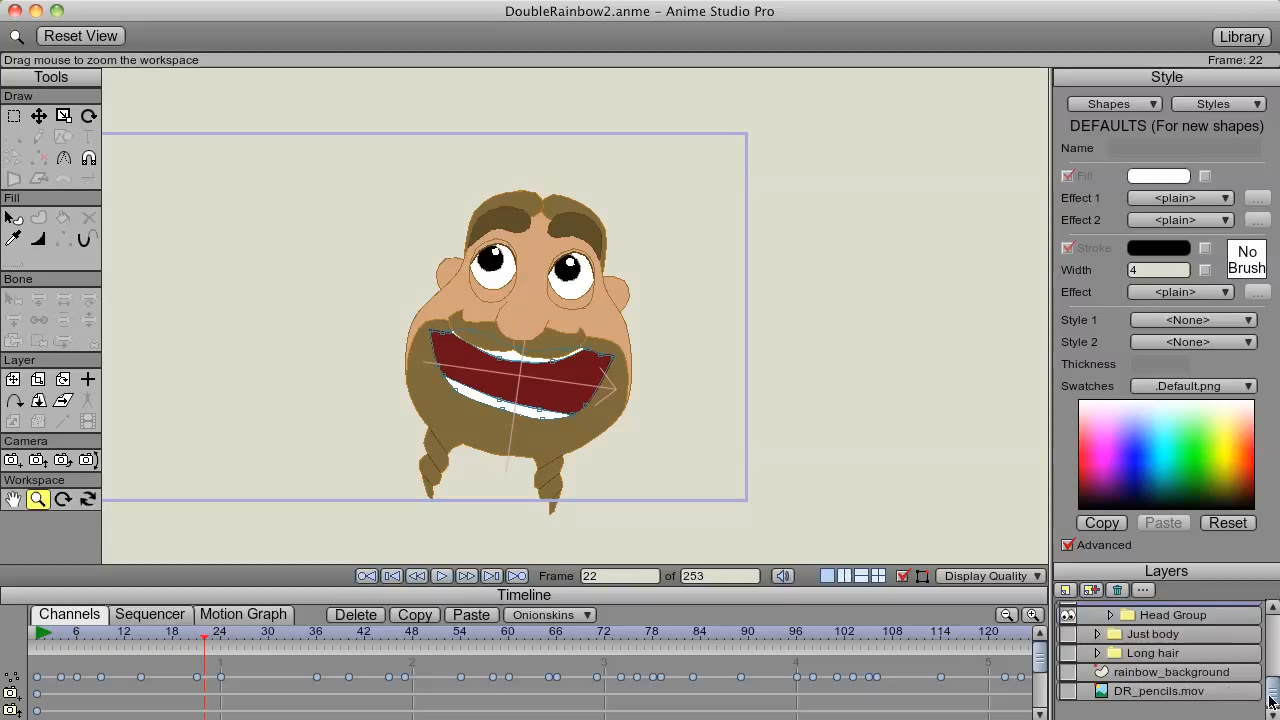 DoubleRainbow2.anme – Anime Studio Pro
Reset View
Library
Drag mouse to zoom the workspace
Frame: 22
Tools
Style
Draw
Shapes
Styles
DEFAULTS (For new shapes)
Name
Fill
Effect 1 <plain> ...
Effect 2 <plain> ...
Stroke
No
Brush
Width 4
Effect <plain> ...
Style 1 <None>
Style 2 <None>
Thickness
Swatches .Default.png
Copy Paste Reset
Advanced
Fill
Bone
Layer
Camera
Workspace
Frame 22 of 253
Display Quality
Layers
Timeline
Channels Sequencer Motion Graph Delete Copy Paste Onionskins
6 12 18 24 30 36 42 48 54 60 66 72 78 84 90 96 102 108 114 120
1 2 3 4 5
Head Group
Just body
Long hair
rainbow_background
DR_pencils.mov